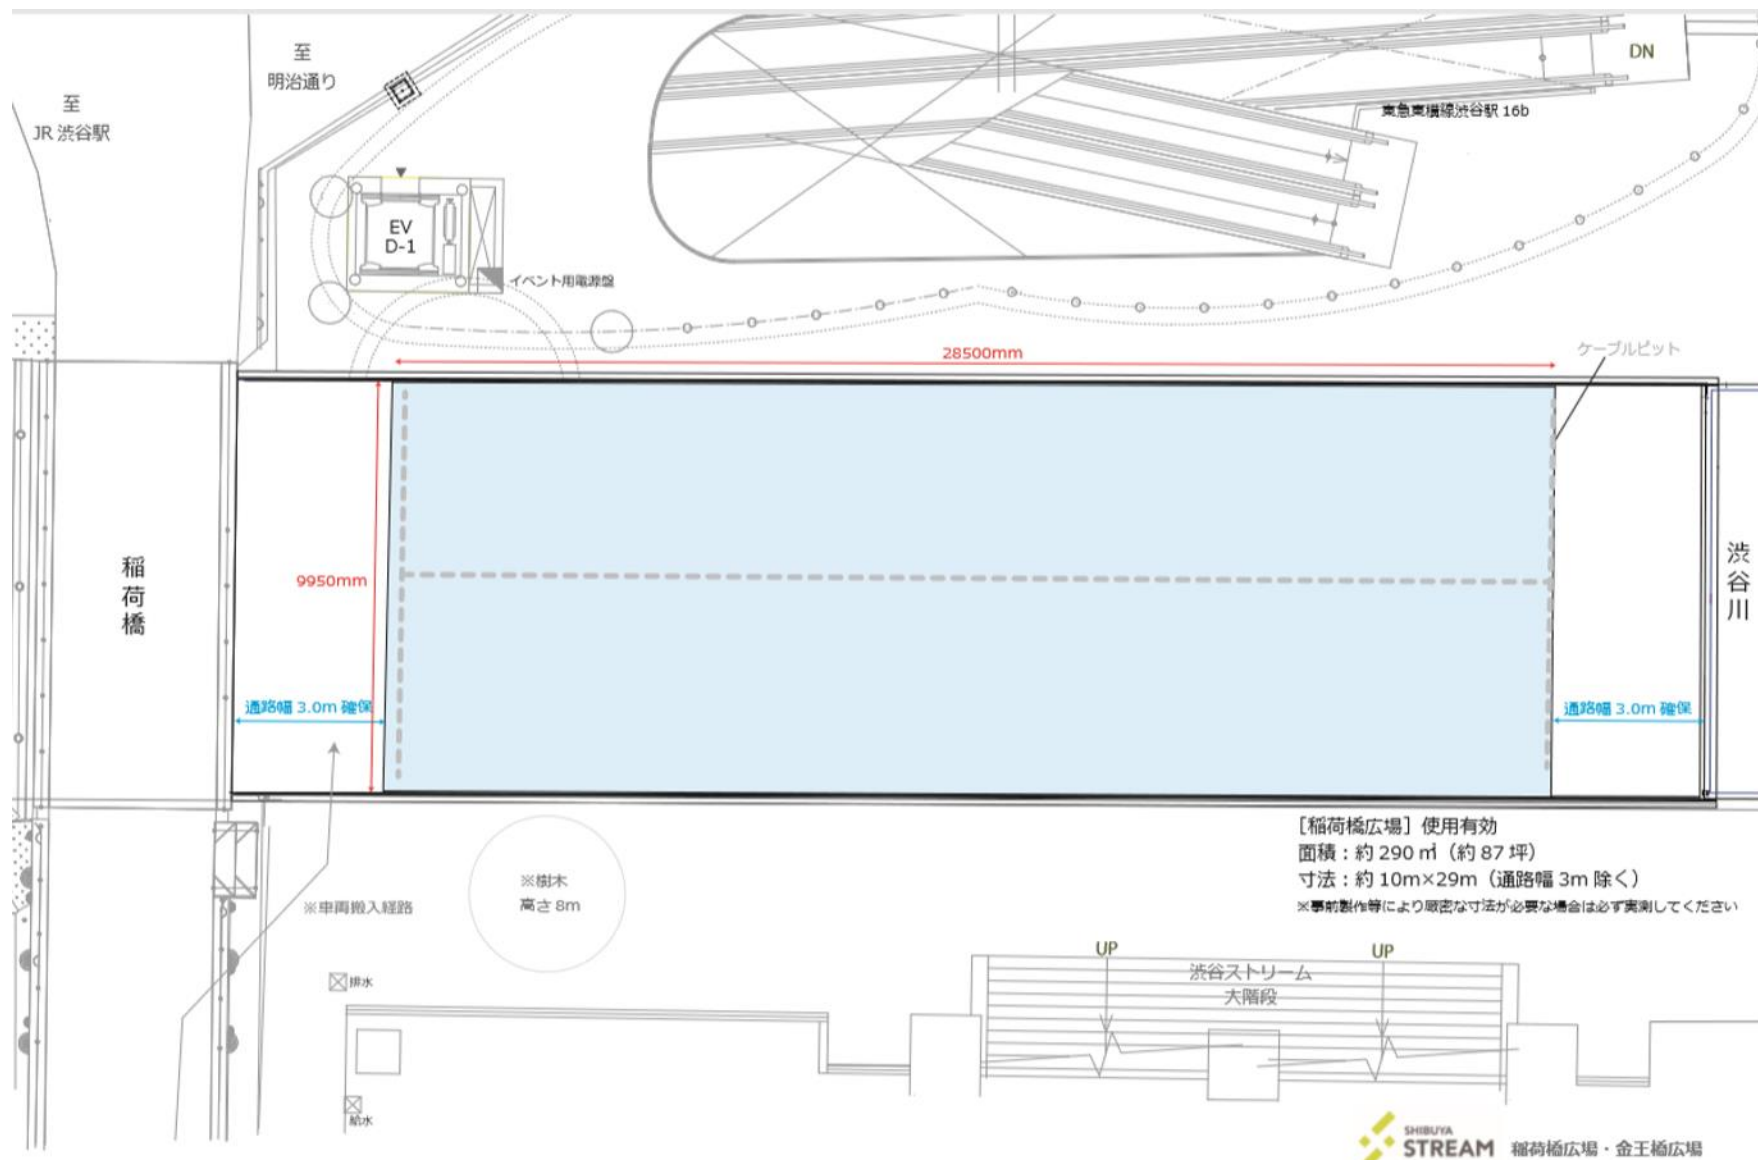 至
明治通り
至
JR 渋谷駅
DN
東急東横線渋谷駅 16b
EV
D-1
イベント用電源盤
28500mm
ケーブルピット
稲荷橋
9950mm
渋谷川
通路幅 3.0m 確保
通路幅 3.0m 確保
[稲荷橋広場] 使用有効
面積：約 290 ㎡（約 87 坪）
寸法：約 10m×29m（通路幅 3m 除く）
※事前製作等により厳密な寸法が必要な場合は必ず実測してください
※樹木
高さ 8m
※車両搬入経路
UP
UP
渋谷ストリーム
大階段
排水
給水
SHIBUYA
STREAM
稲荷橋広場・金王橋広場